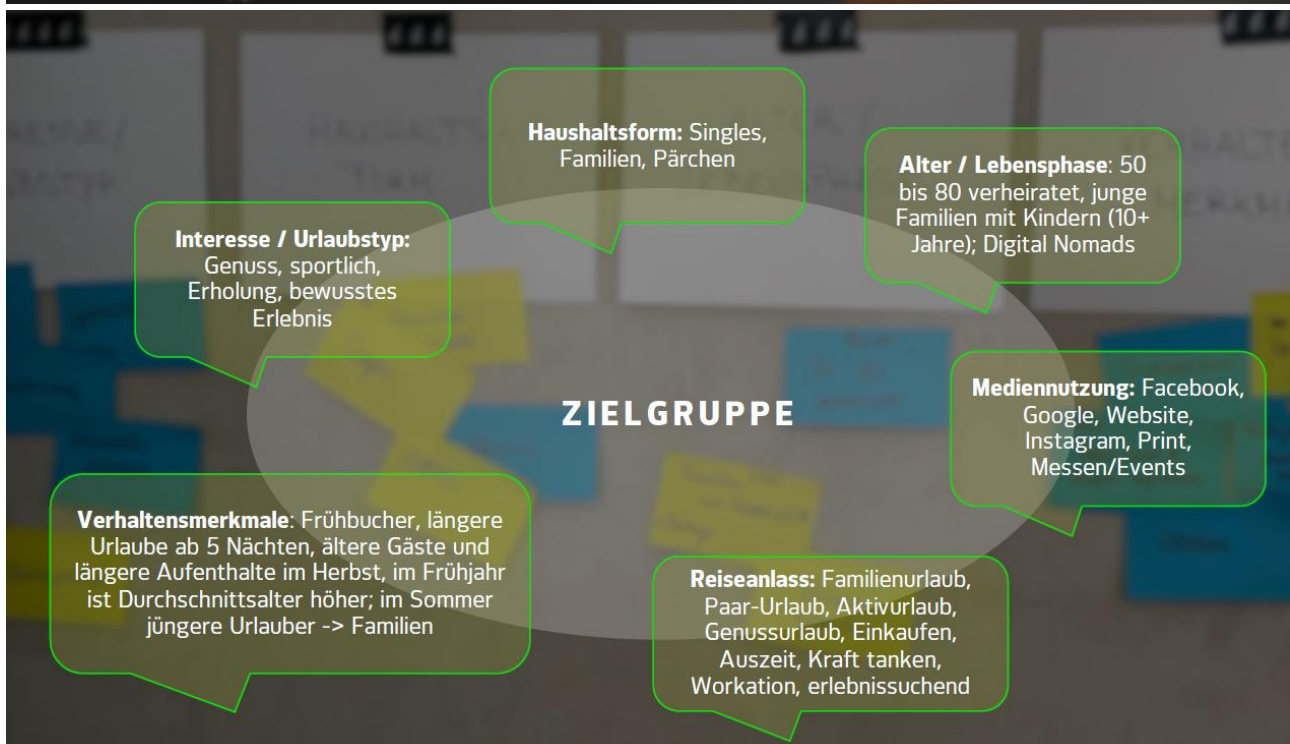 Haushaltsform: Singles,
Familien, Pärchen
Alter / Lebensphase: 50
bis 80 verheiratet, junge
Familien mit Kindern (10+
Jahre); Digital Nomads
Interesse / Urlaubstyp:
Genuss, sportlich,
Erholung, bewusstes
Erlebnis
ZIELGRUPPE
Mediennutzung: Facebook,
Google, Website,
Instagram, Print,
Messen/Events
Verhaltensmerkmale: Frühbucher, längere
Urlaube ab 5 Nächten, ältere Gäste und
längere Aufenthalte im Herbst, im Frühjahr
ist Durchschnittsalter höher; im Sommer
jüngere Urlauber -> Familien
Reiseanlass: Familienurlaub,
Paar-Urlaub, Aktivurlaub,
Genussurlaub, Einkaufen,
Auszeit, Kraft tanken,
Workation, erlebnissuchend